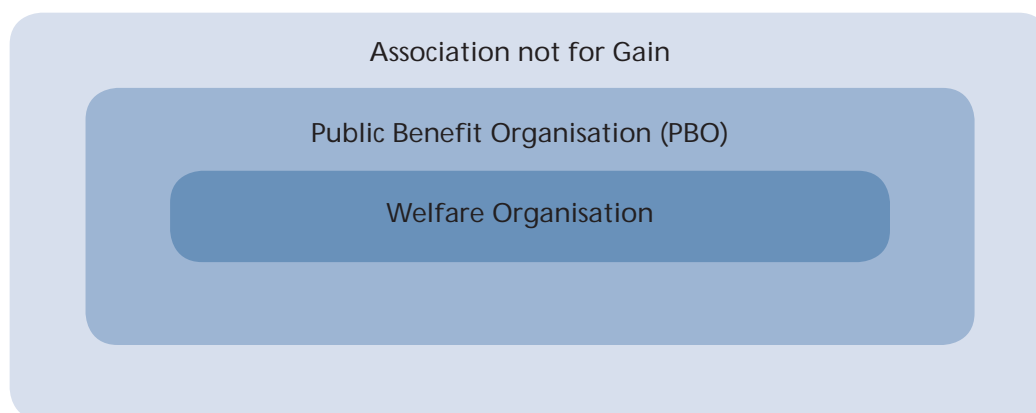 Association not for Gain
Public Benefit Organisation (PBO)
Welfare Organisation